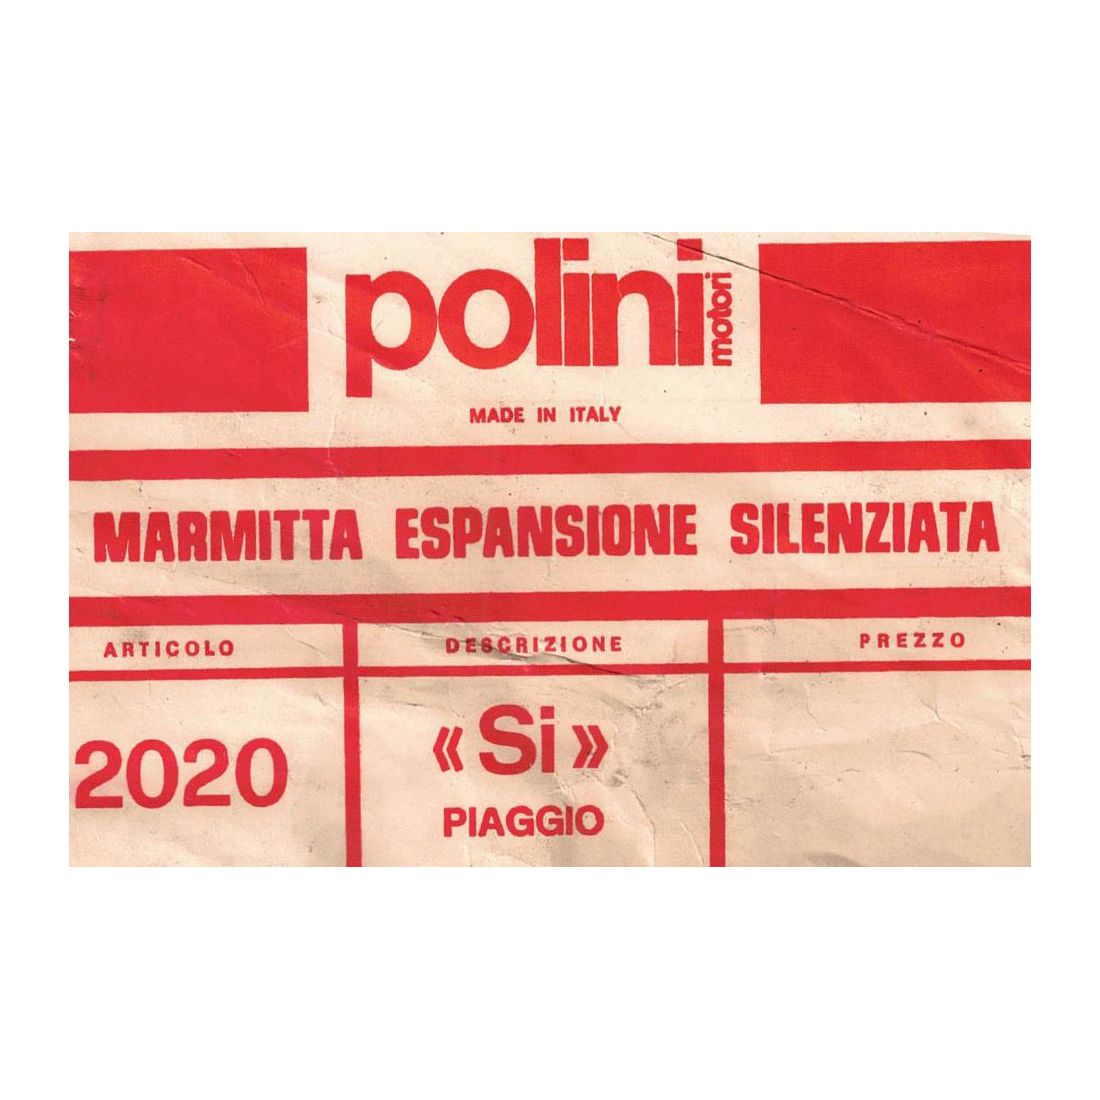 polini motori
MADE IN ITALY
MARMITTA ESPANSIONE SILENZIATA
ARTICOLO DESCRIZIONE PREZZO
2020 «Si»
PIAGGIO